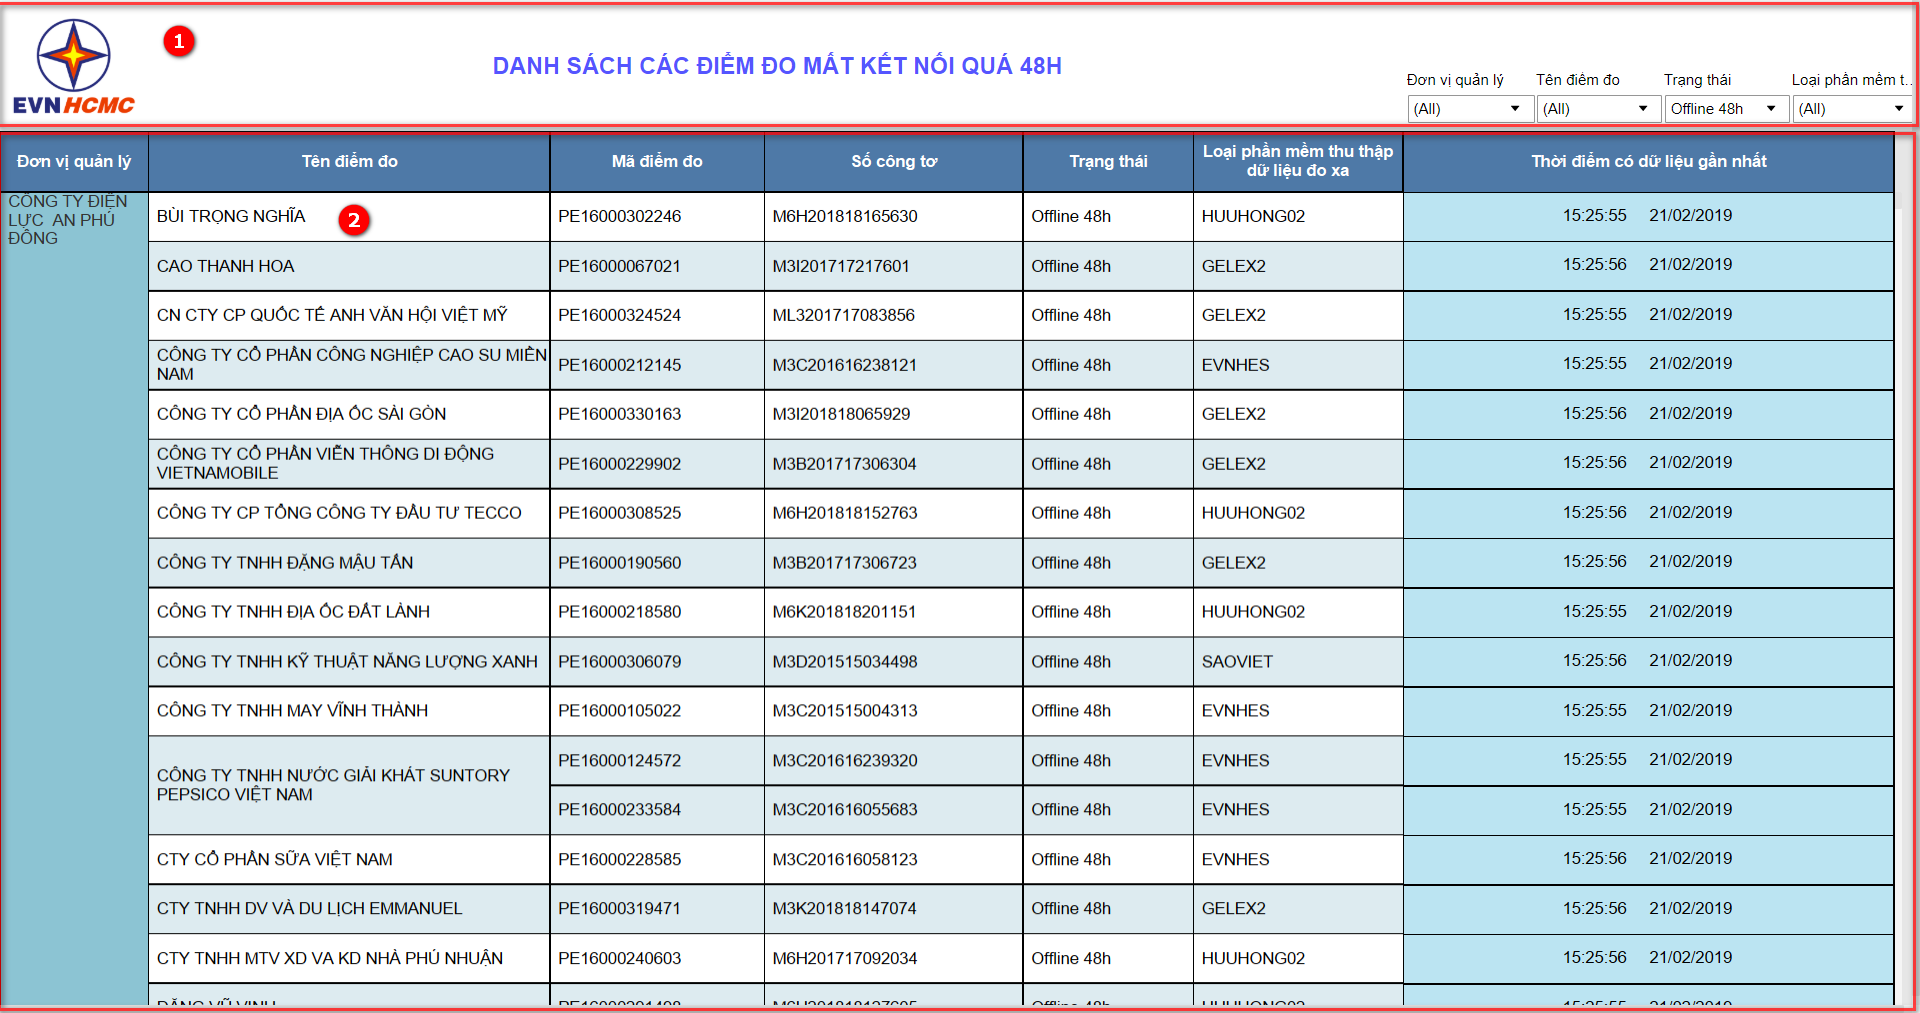 1
DANH SÁCH CÁC ĐIỂM ĐO MẤT KẾT NỐI QUÁ 48H
EVNHCMC
Đơn vị quản lý Tên điểm đo Trạng thái Loại phần mềm t...
(All) (All) Offline 48h (All)
Đơn vị quản lý Tên điểm đo Mã điểm đo Số công tơ Trạng thái Loại phần mềm thu thập Thời điểm có dữ liệu gần nhất
dữ liệu đo xa
CÔNG TY ĐIỆN
LỰC AN PHÚ
ĐÔNG
BÙI TRỌNG NGHĨA 2 PE16000302246 M6H201818165630 Offline 48h HUUHONG02 15:25:55 21/02/2019
CAO THANH HOA PE16000067021 M3I201717217601 Offline 48h GELEX2 15:25:56 21/02/2019
CN CTY CP QUỐC TẾ ANH VĂN HỘI VIỆT MỸ PE16000324524 ML3201717083856 Offline 48h GELEX2 15:25:55 21/02/2019
CÔNG TY CỔ PHẦN CÔNG NGHIỆP CAO SU MIỀN
NAM PE16000212145 M3C201616238121 Offline 48h EVNHES 15:25:55 21/02/2019
CÔNG TY CỔ PHẦN ĐỊA ỐC SÀI GÒN PE16000330163 M3I201818065929 Offline 48h GELEX2 15:25:56 21/02/2019
CÔNG TY CỔ PHẦN VIỄN THÔNG DI ĐỘNG
VIETNAMOBILE PE16000229902 M3B201717306304 Offline 48h GELEX2 15:25:56 21/02/2019
CÔNG TY CP TỔNG CÔNG TY ĐẦU TƯ TECCO PE16000308525 M6H201818152763 Offline 48h HUUHONG02 15:25:56 21/02/2019
CÔNG TY TNHH ĐẶNG MẬU TẤN PE16000190560 M3B201717306723 Offline 48h GELEX2 15:25:56 21/02/2019
CÔNG TY TNHH ĐỊA ỐC ĐẤT LÀNH PE16000218580 M6K201818201151 Offline 48h HUUHONG02 15:25:55 21/02/2019
CÔNG TY TNHH KỸ THUẬT NĂNG LƯỢNG XANH PE16000306079 M3D201515034498 Offline 48h SAOVIET 15:25:56 21/02/2019
CÔNG TY TNHH MAY VĨNH THÀNH PE16000105022 M3C201515004313 Offline 48h EVNHES 15:25:55 21/02/2019
CÔNG TY TNHH NƯỚC GIẢI KHÁT SUNTORY
PEPSICO VIỆT NAM
PE16000124572 M3C201616239320 Offline 48h EVNHES 15:25:55 21/02/2019
PE16000233584 M3C201616055683 Offline 48h EVNHES 15:25:55 21/02/2019
CTY CỔ PHẦN SỮA VIỆT NAM PE16000228585 M3C201616058123 Offline 48h EVNHES 15:25:56 21/02/2019
CTY TNHH DV VÀ DU LỊCH EMMANUEL PE16000319471 M3K201818147074 Offline 48h GELEX2 15:25:56 21/02/2019
CTY TNHH MTV XD VA KD NHÀ PHÚ NHUẬN PE16000240603 M6H201717092034 Offline 48h HUUHONG02 15:25:56 21/02/2019